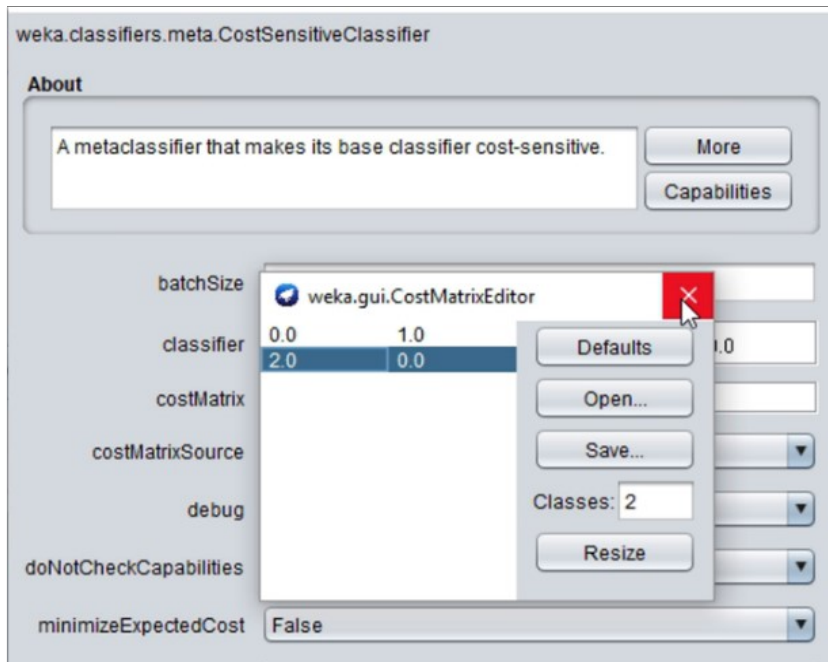 weka.classifiers.meta.CostSensitiveClassifier
About
A metaclassifier that makes its base classifier cost-sensitive.
More
Capabilities
batchSize
weka.gui.CostMatrixEditor
classifier
0.0 1.0
2.0 0.0
Defaults
.0
costMatrix
Open...
costMatrixSource
Save...
debug
Classes: 2
doNotCheckCapabilities
Resize
minimizeExpectedCost False